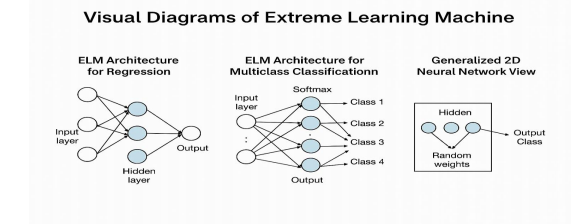 Visual Diagrams of Extreme Learning Machine
ELM Architecture
for Regression
Input
layer
Output
Hidden
layer
ELM Architecture for
Multiclass Classificationn
Softmax
Input
layer
Class 1
Class 2
Class 3
Class 4
Output
Generalized 2D
Neural Network View
Hidden
Output
Class
Random
weights